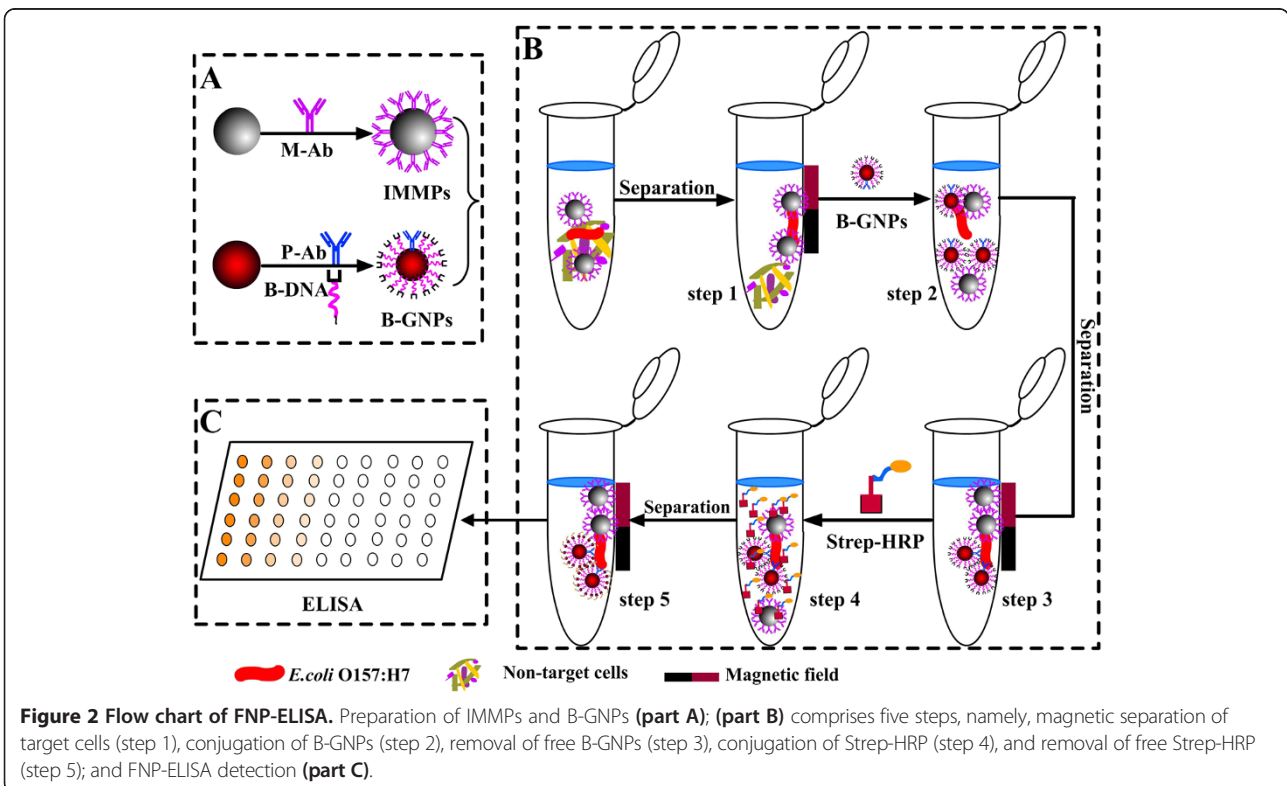 A
M-Ab
IMMPs
P-Ab
B-DNA
B-GNPs
B
Separation
B-GNPs
step 1
step 2
Separation
Strep-HRP
step 3
step 4
Separation
step 5
C
ELISA
E.coli O157:H7
Non-target cells
Magnetic field
Figure 2 Flow chart of FNP-ELISA. Preparation of IMMPs and B-GNPs (part A); (part B) comprises five steps, namely, magnetic separation of
target cells (step 1), conjugation of B-GNPs (step 2), removal of free B-GNPs (step 3), conjugation of Strep-HRP (step 4), and removal of free Strep-HRP
(step 5); and FNP-ELISA detection (part C).